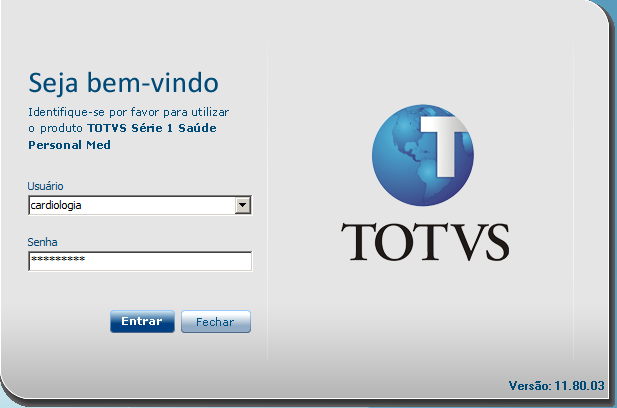 Seja bem-vindo
Identifique-se por favor para utilizar
o produto TOTVS Série 1 Saúde
Personal Med
Usuário
cardiologia
Senha
*********
Entrar
Fechar
T
TOTVS
Versão: 11.80.03